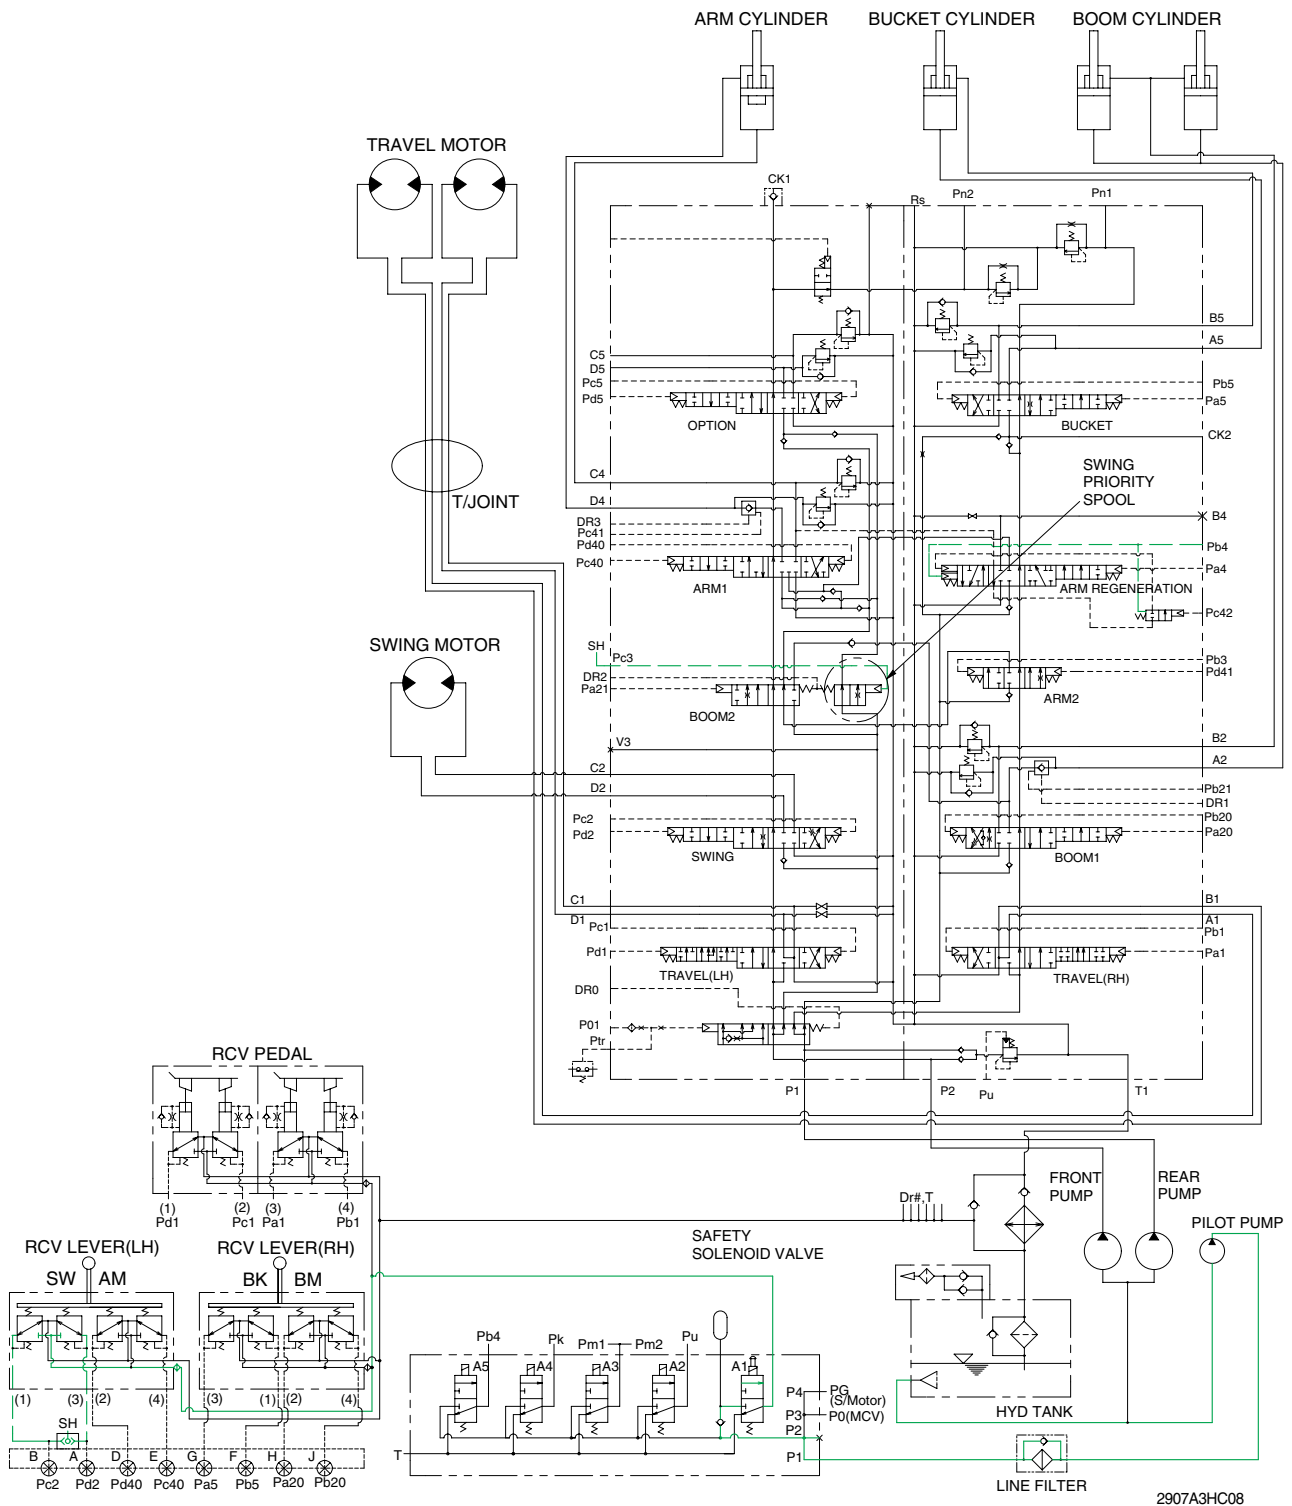 ARM CYLINDER
BUCKET CYLINDER
BOOM CYLINDER
TRAVEL MOTOR
CK1
Rs
Pn2
Pn1
B5
A5
C5
D5
Pc5
Pd5
Pb5
Pa5
OPTION
BUCKET
CK2
T/JOINT
SWING
PRIORITY
SPOOL
C4
D4
DR3
Pc41
Pd40
Pc40
B4
Pb4
Pa4
ARM1
ARM REGENERATION
Pc42
SWING MOTOR
SH
Pc3
DR2
Pa21
Pb3
Pd41
BOOM2
ARM2
V3
B2
A2
C2
D2
Pb21
DR1
Pc2
Pd2
Pb20
Pa20
SWING
BOOM1
C1
D1
Pc1
B1
A1
Pb1
Pd1
Pa1
TRAVEL(LH)
TRAVEL(RH)
DR0
P01
Ptr
P1
P2
Pu
T1
RCV PEDAL
(1)
(2)
(3)
(4)
Pd1
Pc1
Pa1
Pb1
Dr#,T
FRONT
PUMP
REAR
PUMP
PILOT PUMP
SAFETY
SOLENOID VALVE
RCV LEVER(LH)
RCV LEVER(RH)
SW
AM
BK
BM
(1)
(3)
(2)
(4)
(3)
(1)
(2)
(4)
Pb4
Pk
Pm1
Pm2
Pu
A5
A4
A3
A2
A1
P4
PG
(S/Motor)
P3
P0(MCV)
P2
P1
T
HYD TANK
SH
B
A
D
E
G
F
H
J
Pc2
Pd2
Pd40
Pc40
Pa5
Pb5
Pa20
Pb20
LINE FILTER
2907A3HC08